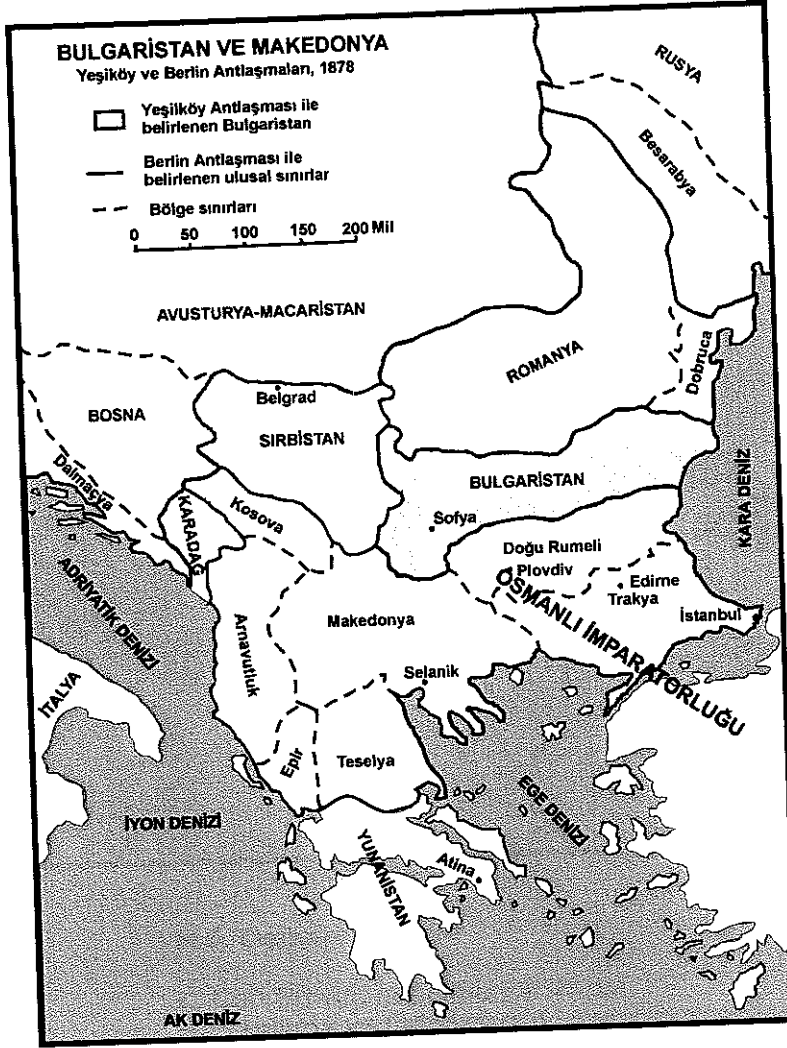 BULGARİSTAN VE MAKEDONYA
Yeşiköy ve Berlin Antlaşmaları, 1878
Yeşilköy Antlaşması ile
belirlenen Bulgaristan
Berlin Antlaşması ile
belirlenen ulusal sınırlar
Bölge sınırları
0 50 100 150 200 Mil
RUSYA
Besarabya
AVUSTURYA-MACARİSTAN
ROMANYA
Dobruca
BOSNA
Belgrad
SIRBİSTAN
Dalmaçya
BULGARİSTAN
KARA DENİZ
KARADAĞ
Kosova
Sofya
Doğu Rumeli
Plovdiv
Edirne
Trakya
İstanbul
OSMANLI İMPARATORLUĞU
ADRİYATİK DENİZİ
Arnavutluk
Makedonya
Selanik
İTALYA
Epir
Teselya
EGE DENİZİ
İYON DENİZİ
YUNANİSTAN
Atina
AK DENİZ